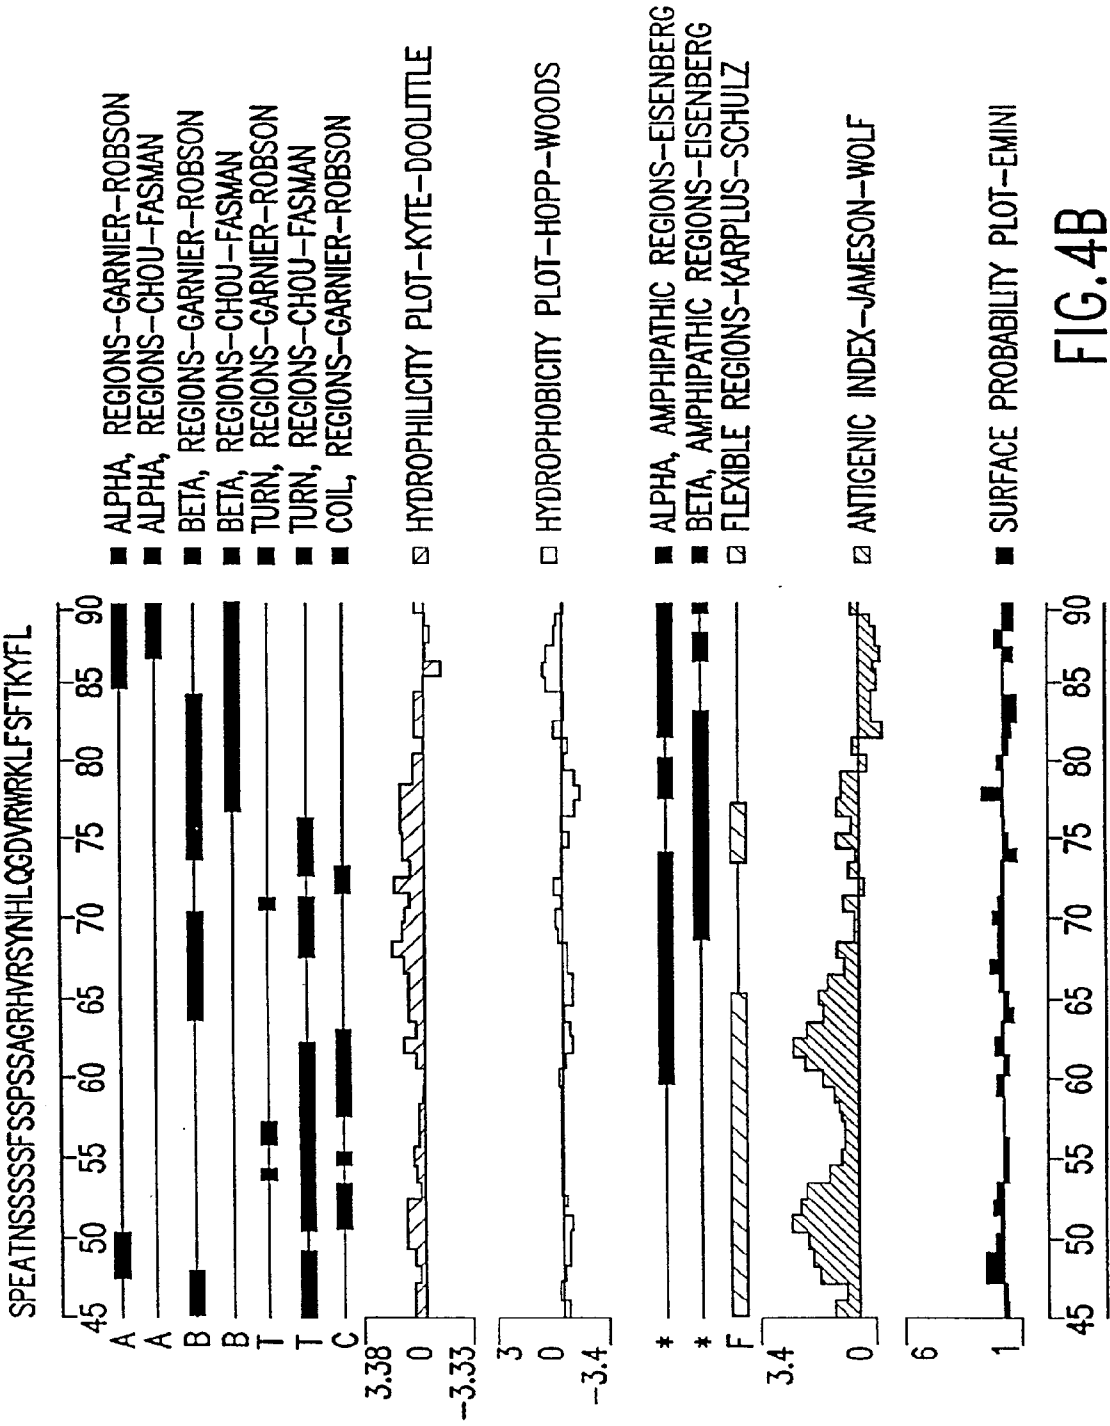 SPEATNSSSSSFSSPSSAGRHVRSYNHLQGDVRWRKLFSFTKYFL
45 50 55 60 65 70 75 80 85 90
A ALPHA, REGIONS-GARNIER-ROBSON
A ALPHA, REGIONS-CHOU-FASMAN
B BETA, REGIONS-GARNIER-ROBSON
B BETA, REGIONS-CHOU-FASMAN
T TURN, REGIONS-GARNIER-ROBSON
T TURN, REGIONS-CHOU-FASMAN
C COIL, REGIONS-GARNIER-ROBSON
3.38
0 HYDROPHILICITY PLOT-KYTE-DOOLITTLE
-3.33
3
0 HYDROPHOBICITY PLOT-HOPP-WOODS
-3.4
* ALPHA, AMPHIPATHIC REGIONS-EISENBERG
* BETA, AMPHIPATHIC REGIONS-EISENBERG
F FLEXIBLE REGIONS-KARPLUS-SCHULZ
3.4
0 ANTIGENIC INDEX-JAMESON-WOLF
6
1 SURFACE PROBABILITY PLOT-EMINI
45 50 55 60 65 70 75 80 85 90
FIG.4B